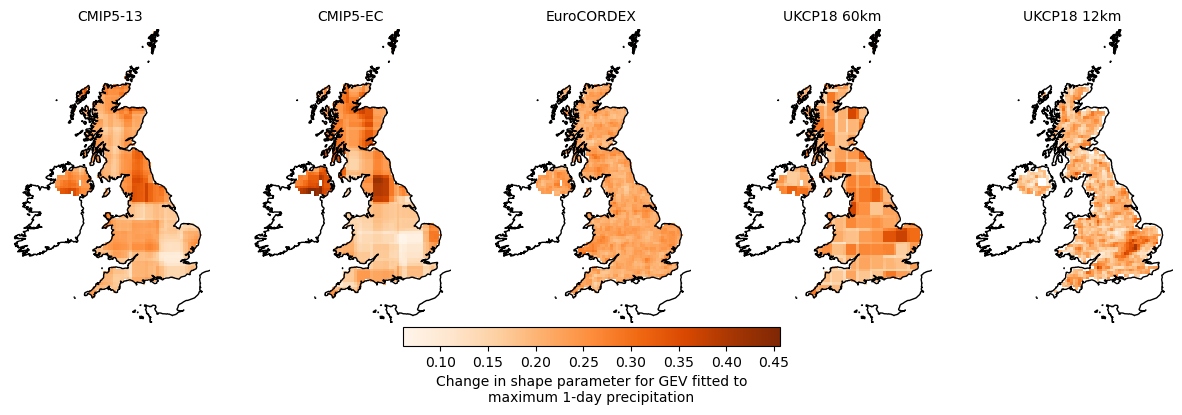 CMIP5-13
CMIP5-EC
EuroCORDEX
UKCP18 60km
UKCP18 12km
0.10 0.15 0.20 0.25 0.30 0.35 0.40 0.45
Change in shape parameter for GEV fitted to
maximum 1-day precipitation